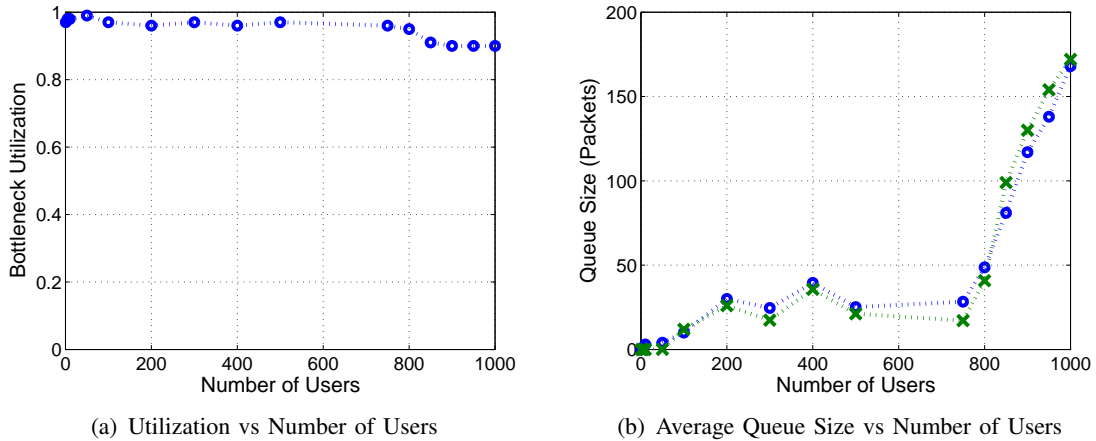 1
0.8
0.6
0.4
0.2
0
0 200 400 600 800 1000
Bottleneck Utilization
Number of Users
(a) Utilization vs Number of Users
200
150
100
50
0
0 200 400 600 800 1000
Queue Size (Packets)
Number of Users
(b) Average Queue Size vs Number of Users